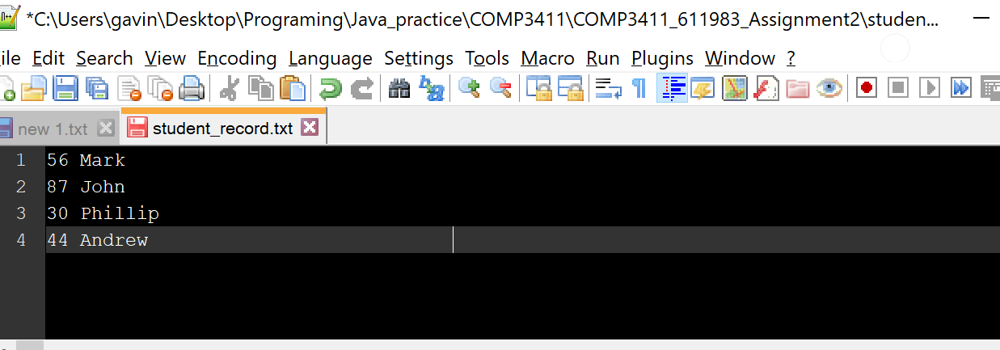 *C:\Users\gavin\Desktop\Programing\Java_practice\COMP3411\COMP3411_611983_Assignment2\studen...
ile Edit Search View Encoding Language Settings Tools Macro Run Plugins Window ?
new 1.txt student_record.txt
1 56 Mark
2 87 John
3 30 Phillip
4 44 Andrew